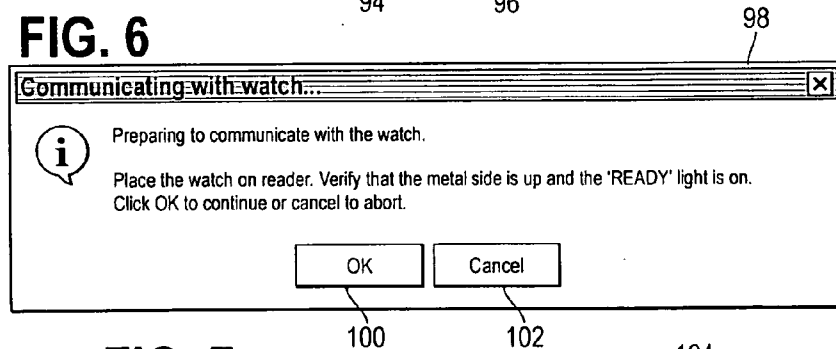 94 96
FIG. 6
98
Communicating with watch...
i
Preparing to communicate with the watch.
Place the watch on reader. Verify that the metal side is up and the 'READY' light is on.
Click OK to continue or cancel to abort.
OK Cancel
100 102